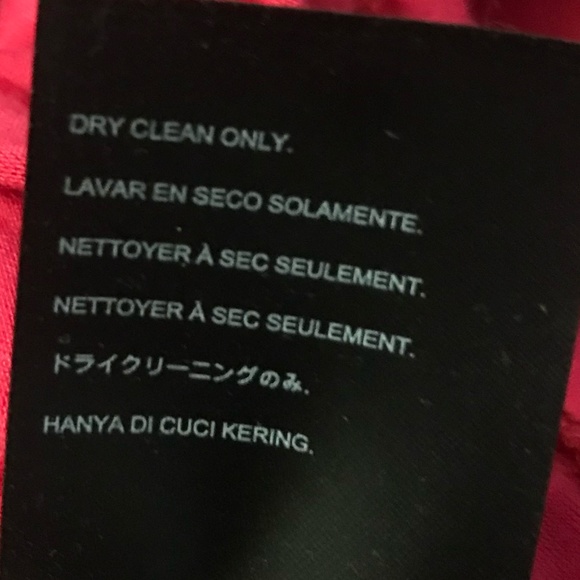 DRY CLEAN ONLY.
LAVAR EN SECO SOLAMENTE.
NETTOYER À SEC SEULEMENT.
NETTOYER À SEC SEULEMENT.
ドライクリーニングのみ.
HANYA DI CUCI KERING.